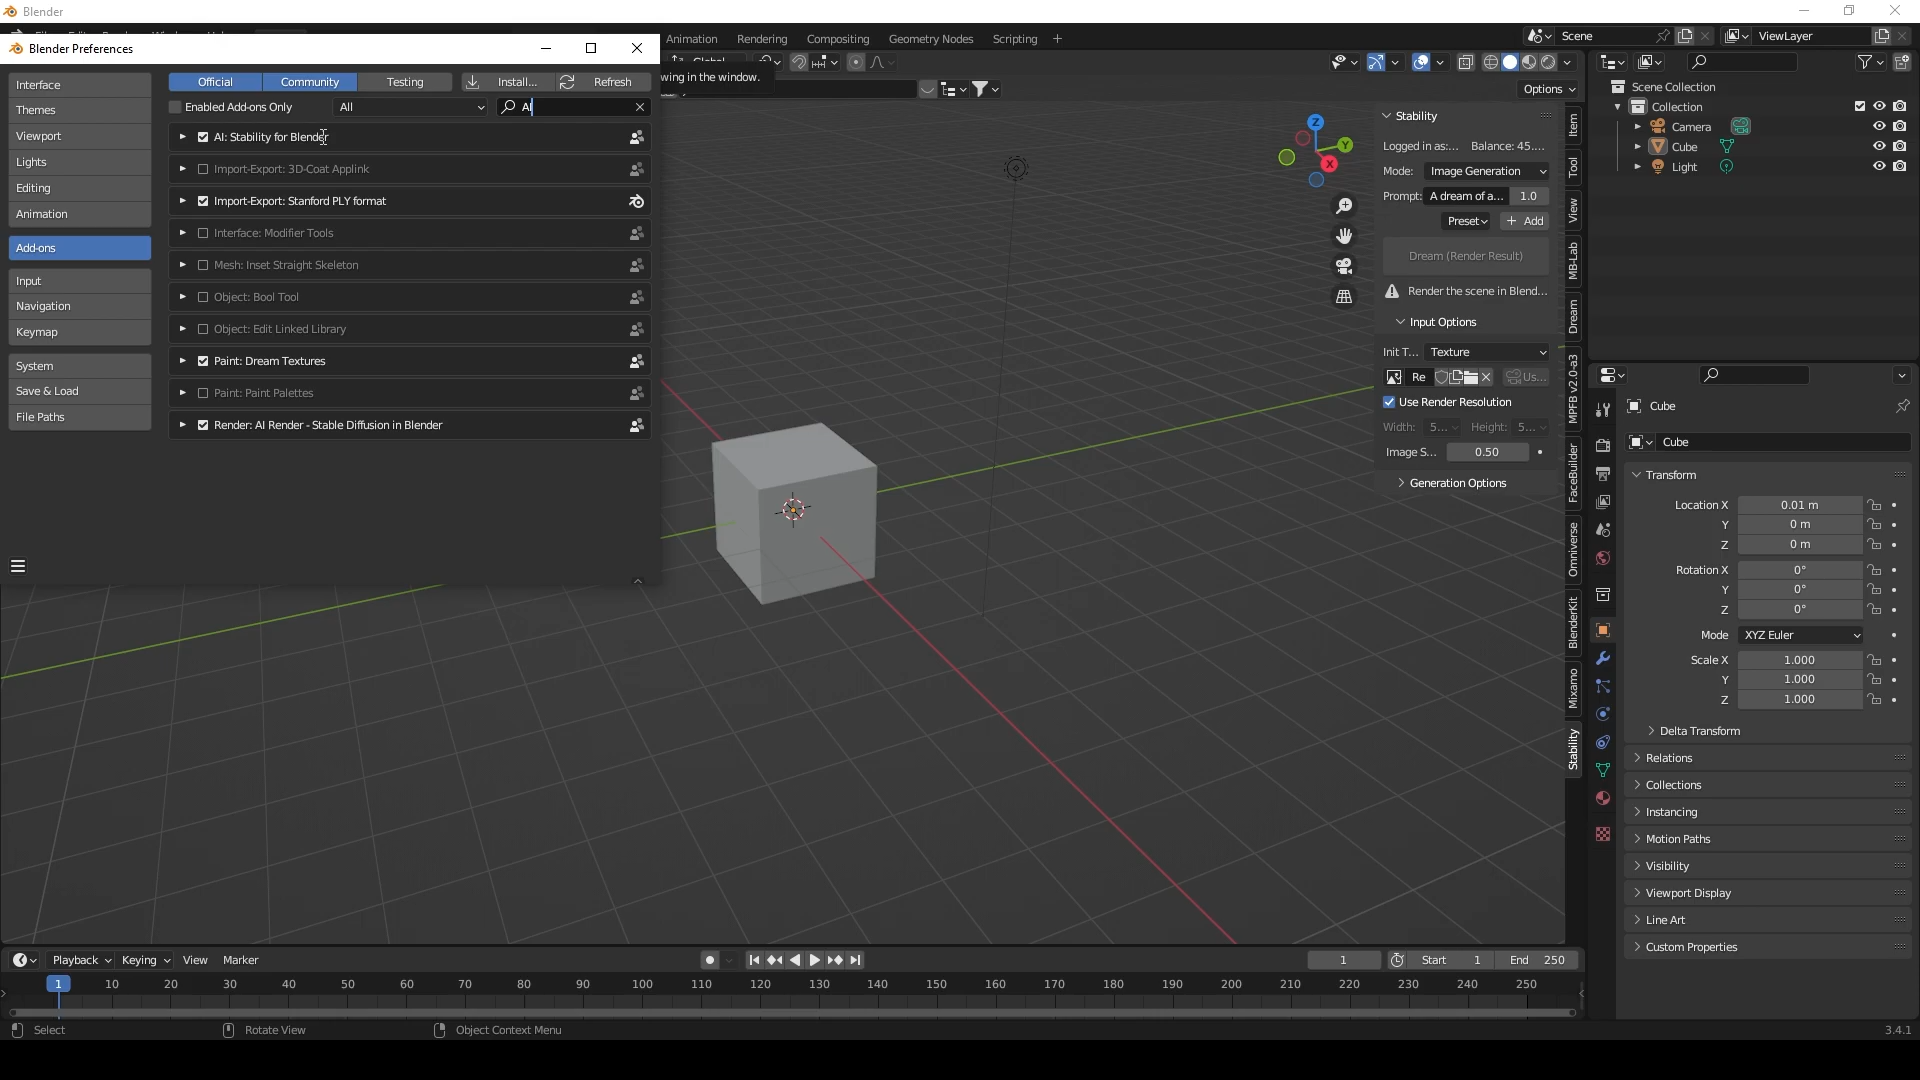 Blender
Blender Preferences
Animation Rendering Compositing Geometry Nodes Scripting
Scene
ViewLayer
Interface
Themes
Viewport
Lights
Editing
Animation
Add-ons
Input
Navigation
Keymap
System
Save & Load
File Paths
Official Community Testing Install... Refresh
Enabled Add-ons Only All AI
AI: Stability for Blender
Import-Export: 3D-Coat Applink
Import-Export: Stanford PLY format
Interface: Modifier Tools
Mesh: Inset Straight Skeleton
Object: Bool Tool
Object: Edit Linked Library
Paint: Dream Textures
Paint: Paint Palettes
Render: AI Render - Stable Diffusion in Blender
wing in the window.
Options
Z
Y
X
Stability
Logged in as:... Balance: 45....
Mode: Image Generation
Prompt: A dream of a... 1.0
Preset Add
Dream (Render Result)
Render the scene in Blend...
Input Options
Init T... Texture
Re Us...
Use Render Resolution
Width: 5... Height: 5...
Image S... 0.50
Generation Options
Item
Tool
View
MB-Lab
Dream
MPFB v2.0-a3
FaceBuilder
Omniverse
BlenderKit
Mixamo
Stability
Scene Collection
Collection
Camera
Cube
Light
Cube
Cube
Transform
Location X 0.01 m
Y 0 m
Z 0 m
Rotation X 0°
Y 0°
Z 0°
Mode XYZ Euler
Scale X 1.000
Y 1.000
Z 1.000
Delta Transform
Relations
Collections
Instancing
Motion Paths
Visibility
Viewport Display
Line Art
Custom Properties
Playback Keying View Marker
1 Start 1 End 250
1 10 20 30 40 50 60 70 80 90 100 110 120 130 140 150 160 170 180 190 200 210 220 230 240 250
Select Rotate View Object Context Menu
3.4.1